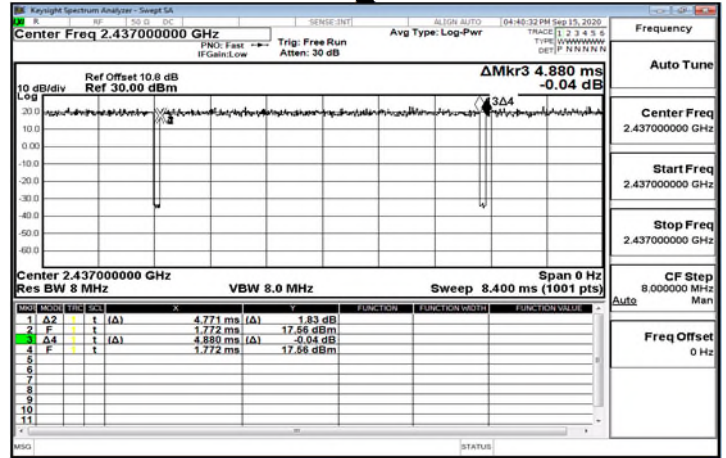 Keysight Spectrum Analyzer - Swept SA
R RF 50 Ω DC SENSE:INT ALIGN AUTO 04:40:32 PM Sep 15, 2020
Center Freq 2.437000000 GHz
PNO: Fast
IFGain:Low
Trig: Free Run
Atten: 30 dB
Avg Type: Log-Pwr
TRACE 1 2 3 4 5 6
TYPE WWWWWW
DET P N N N N N
Frequency
Auto Tune
Center Freq
2.437000000 GHz
Start Freq
2.437000000 GHz
Stop Freq
2.437000000 GHz
CF Step
8.000000 MHz
Auto Man
Freq Offset
0 Hz
Ref Offset 10.8 dB
10 dB/div Ref 30.00 dBm
Log
ΔMkr3 4.880 ms
-0.04 dB
3Δ4
20.0
10.0
0.00
-10.0
-20.0
-30.0
-40.0
-50.0
-60.0
Center 2.437000000 GHz Span 0 Hz
Res BW 8 MHz VBW 8.0 MHz Sweep 8.400 ms (1001 pts)
MKR MODE TRC SCL X Y FUNCTION FUNCTION WIDTH FUNCTION VALUE
1 Δ2 1 t (Δ) 4.771 ms (Δ) 1.83 dB
2 F 1 t 1.772 ms 17.56 dBm
3 Δ4 1 t (Δ) 4.880 ms (Δ) -0.04 dB
4 F 1 t 1.772 ms 17.56 dBm
5
6
7
8
9
10
11
MSG STATUS